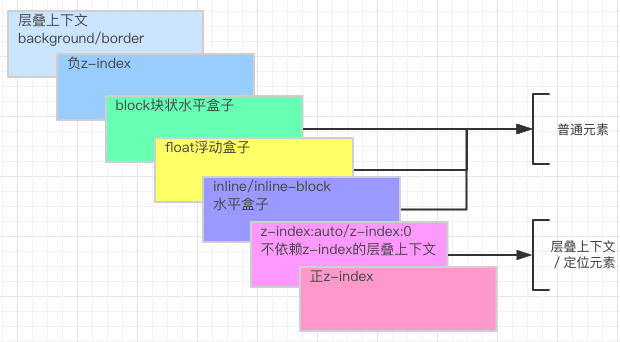 层叠上下文
background/border
负z-index
block块状水平盒子
float浮动盒子
inline/inline-block
水平盒子
z-index:auto/z-index:0
不依赖z-index的层叠上下文
正z-index
普通元素
层叠上下文
/ 定位元素